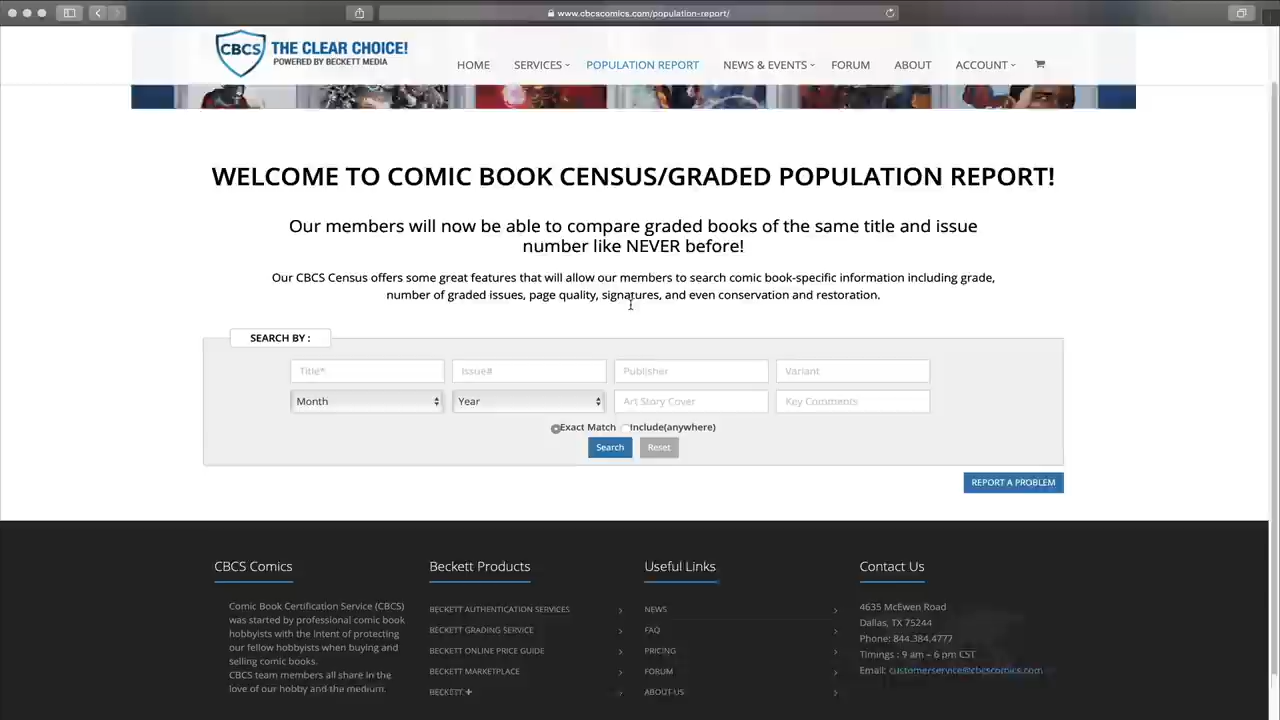 www.cbcscomics.com/population-report/
CBCS THE CLEAR CHOICE!
POWERED BY BECKETT MEDIA
HOME SERVICES POPULATION REPORT NEWS & EVENTS FORUM ABOUT ACCOUNT
WELCOME TO COMIC BOOK CENSUS/GRADED POPULATION REPORT!
Our members will now be able to compare graded books of the same title and issue
number like NEVER before!
Our CBCS Census offers some great features that will allow our members to search comic book-specific information including grade,
number of graded issues, page quality, signatures, and even conservation and restoration.
SEARCH BY :
Title* Issue# Publisher Variant
Month Year Art Story Cover Key Comments
Exact Match Include(anywhere)
Search Reset
REPORT A PROBLEM
CBCS Comics
Comic Book Certification Service (CBCS)
was started by professional comic book
hobbyists with the intent of protecting
our fellow hobbyists when buying and
selling comic books.
CBCS team members all share in the
love of our hobby and the medium.
Beckett Products
BECKETT AUTHENTICATION SERVICES
BECKETT GRADING SERVICE
BECKETT ONLINE PRICE GUIDE
BECKETT MARKETPLACE
BECKETT +
Useful Links
NEWS
FAQ
PRICING
FORUM
ABOUT US
Contact Us
4635 McEwen Road
Dallas, TX 75244
Phone: 844.384.4777
Timings : 9 am – 6 pm CST
Email: customerservice@cbcscomics.com